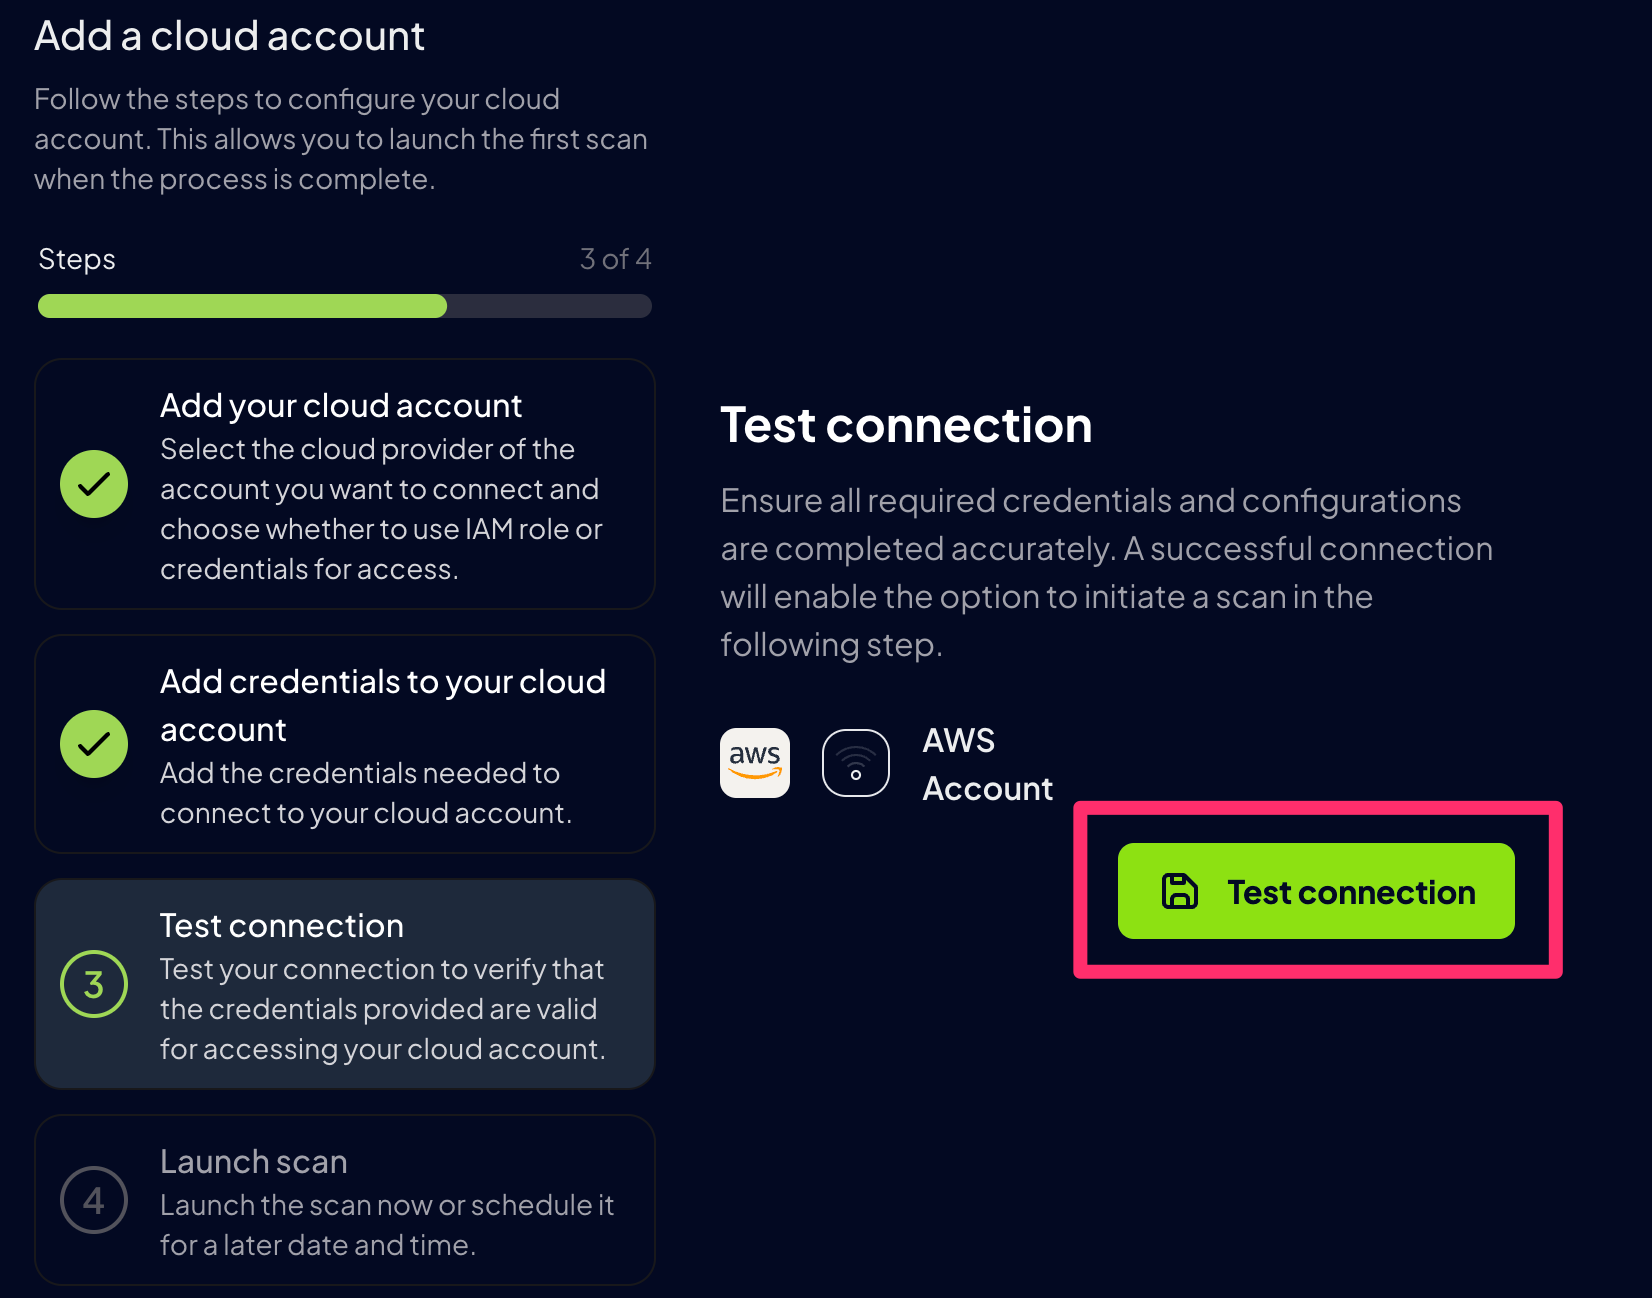 Add a cloud account
Follow the steps to configure your cloud
account. This allows you to launch the first scan
when the process is complete.
Steps
3 of 4
Add your cloud account
Select the cloud provider of the
account you want to connect and
choose whether to use IAM role or
credentials for access.
Add credentials to your cloud
account
Add the credentials needed to
connect to your cloud account.
3
Test connection
Test your connection to verify that
the credentials provided are valid
for accessing your cloud account.
4
Launch scan
Launch the scan now or schedule it
for a later date and time.
Test connection
Ensure all required credentials and configurations
are completed accurately. A successful connection
will enable the option to initiate a scan in the
following step.
aws
AWS
Account
Test connection